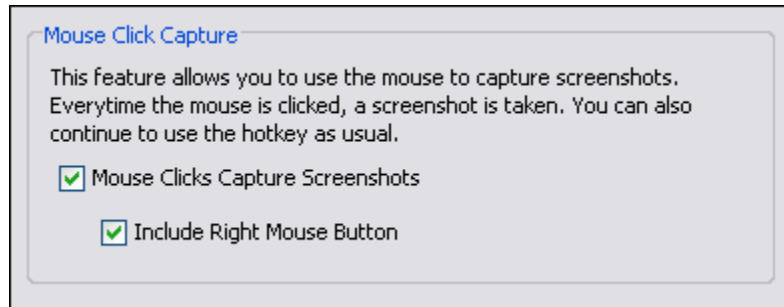 Mouse Click Capture
This feature allows you to use the mouse to capture screenshots.
Everytime the mouse is clicked, a screenshot is taken. You can also
continue to use the hotkey as usual.
Mouse Clicks Capture Screenshots
Include Right Mouse Button